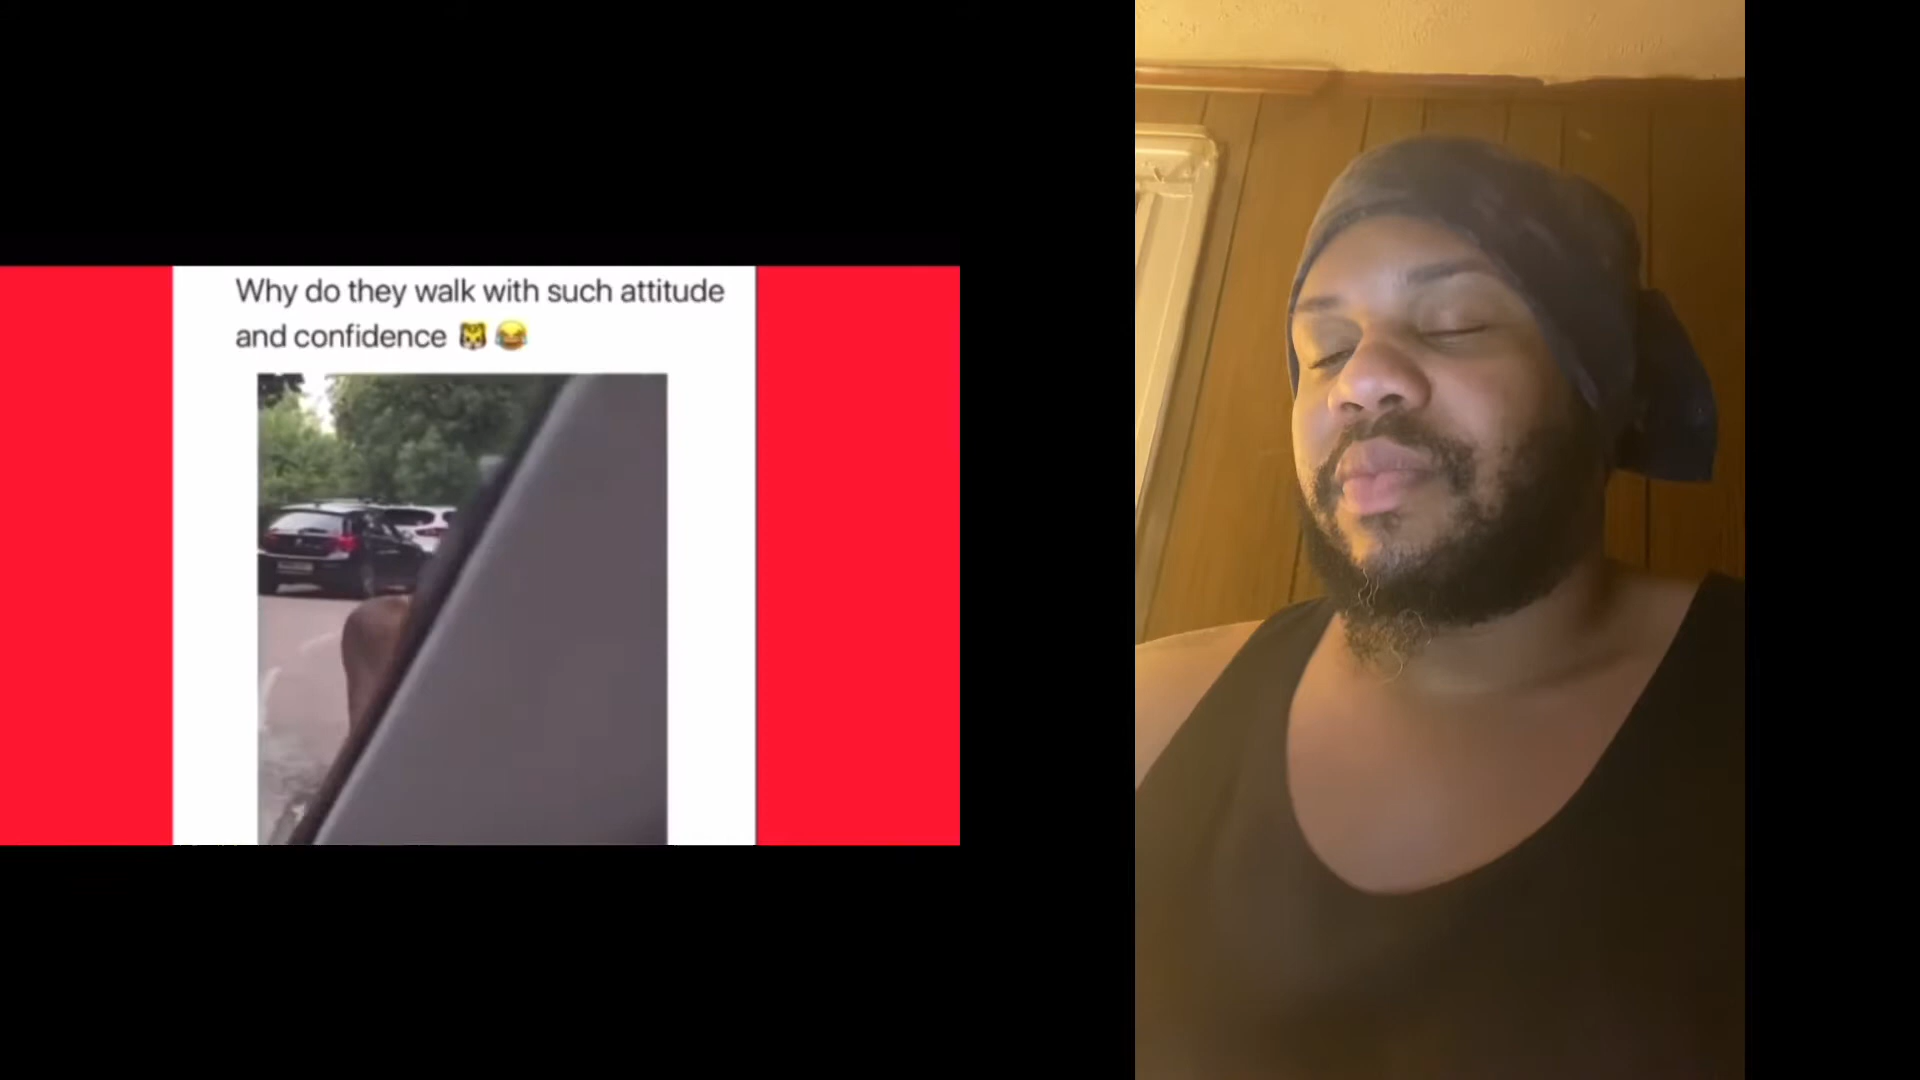 Why do they walk with such attitude
and confidence 🐯😂